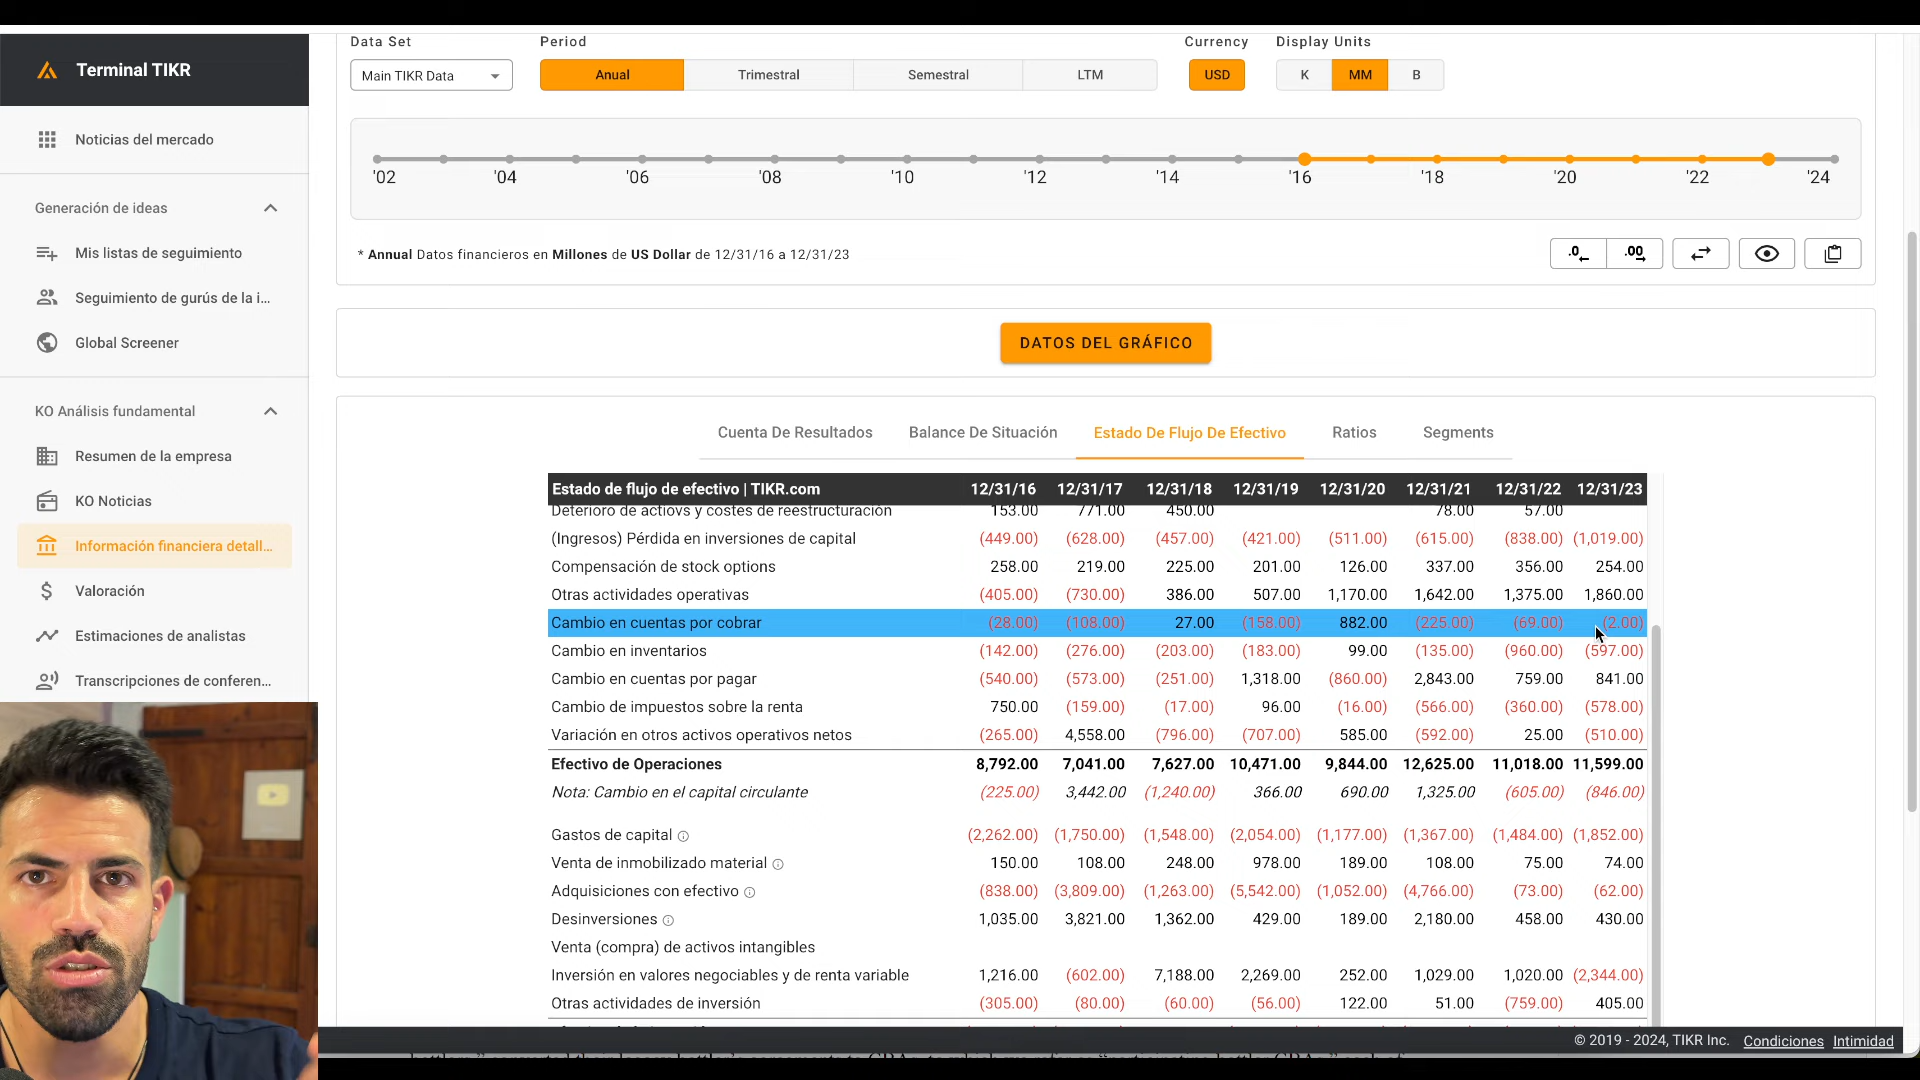 Data Set
Period
Currency
Display Units
Terminal TIKR
Main TIKR Data
Anual
Trimestral
Semestral
LTM
USD
K
MM
B
Noticias del mercado
'02
'04
'06
'08
'10
'12
'14
'16
'18
'20
'22
'24
Generación de ideas
Mis listas de seguimiento
* Annual Datos financieros en Millones de US Dollar de 12/31/16 a 12/31/23
.0
.00
Seguimiento de gurús de la i...
Global Screener
DATOS DEL GRÁFICO
KO Análisis fundamental
Resumen de la empresa
KO Noticias
Información financiera detall...
Valoración
Estimaciones de analistas
Transcripciones de conferen...
Cuenta De Resultados
Balance De Situación
Estado De Flujo De Efectivo
Ratios
Segments
Estado de flujo de efectivo | TIKR.com 12/31/16 12/31/17 12/31/18 12/31/19 12/31/20 12/31/21 12/31/22 12/31/23
Deterioro de actiovs y costes de reestructuración 153.00 771.00 450.00 78.00 57.00
(Ingresos) Pérdida en inversiones de capital (449.00) (628.00) (457.00) (421.00) (511.00) (615.00) (838.00) (1,019.00)
Compensación de stock options 258.00 219.00 225.00 201.00 126.00 337.00 356.00 254.00
Otras actividades operativas (405.00) (730.00) 386.00 507.00 1,170.00 1,642.00 1,375.00 1,860.00
Cambio en cuentas por cobrar (28.00) (108.00) 27.00 (158.00) 882.00 (225.00) (69.00) (2.00)
Cambio en inventarios (142.00) (276.00) (203.00) (183.00) 99.00 (135.00) (960.00) (597.00)
Cambio en cuentas por pagar (540.00) (573.00) (251.00) 1,318.00 (860.00) 2,843.00 759.00 841.00
Cambio de impuestos sobre la renta 750.00 (159.00) (17.00) 96.00 (16.00) (566.00) (360.00) (578.00)
Variación en otros activos operativos netos (265.00) 4,558.00 (796.00) (707.00) 585.00 (592.00) 25.00 (510.00)
Efectivo de Operaciones 8,792.00 7,041.00 7,627.00 10,471.00 9,844.00 12,625.00 11,018.00 11,599.00
Nota: Cambio en el capital circulante (225.00) 3,442.00 (1,240.00) 366.00 690.00 1,325.00 (605.00) (846.00)
Gastos de capital (2,262.00) (1,750.00) (1,548.00) (2,054.00) (1,177.00) (1,367.00) (1,484.00) (1,852.00)
Venta de inmobilizado material 150.00 108.00 248.00 978.00 189.00 108.00 75.00 74.00
Adquisiciones con efectivo (838.00) (3,809.00) (1,263.00) (5,542.00) (1,052.00) (4,766.00) (73.00) (62.00)
Desinversiones 1,035.00 3,821.00 1,362.00 429.00 189.00 2,180.00 458.00 430.00
Venta (compra) de activos intangibles
Inversión en valores negociables y de renta variable 1,216.00 (602.00) 7,188.00 2,269.00 252.00 1,029.00 1,020.00 (2,344.00)
Otras actividades de inversión (305.00) (80.00) (60.00) (56.00) 122.00 51.00 (759.00) 405.00
© 2019 - 2024, TIKR Inc. Condiciones Intimidad